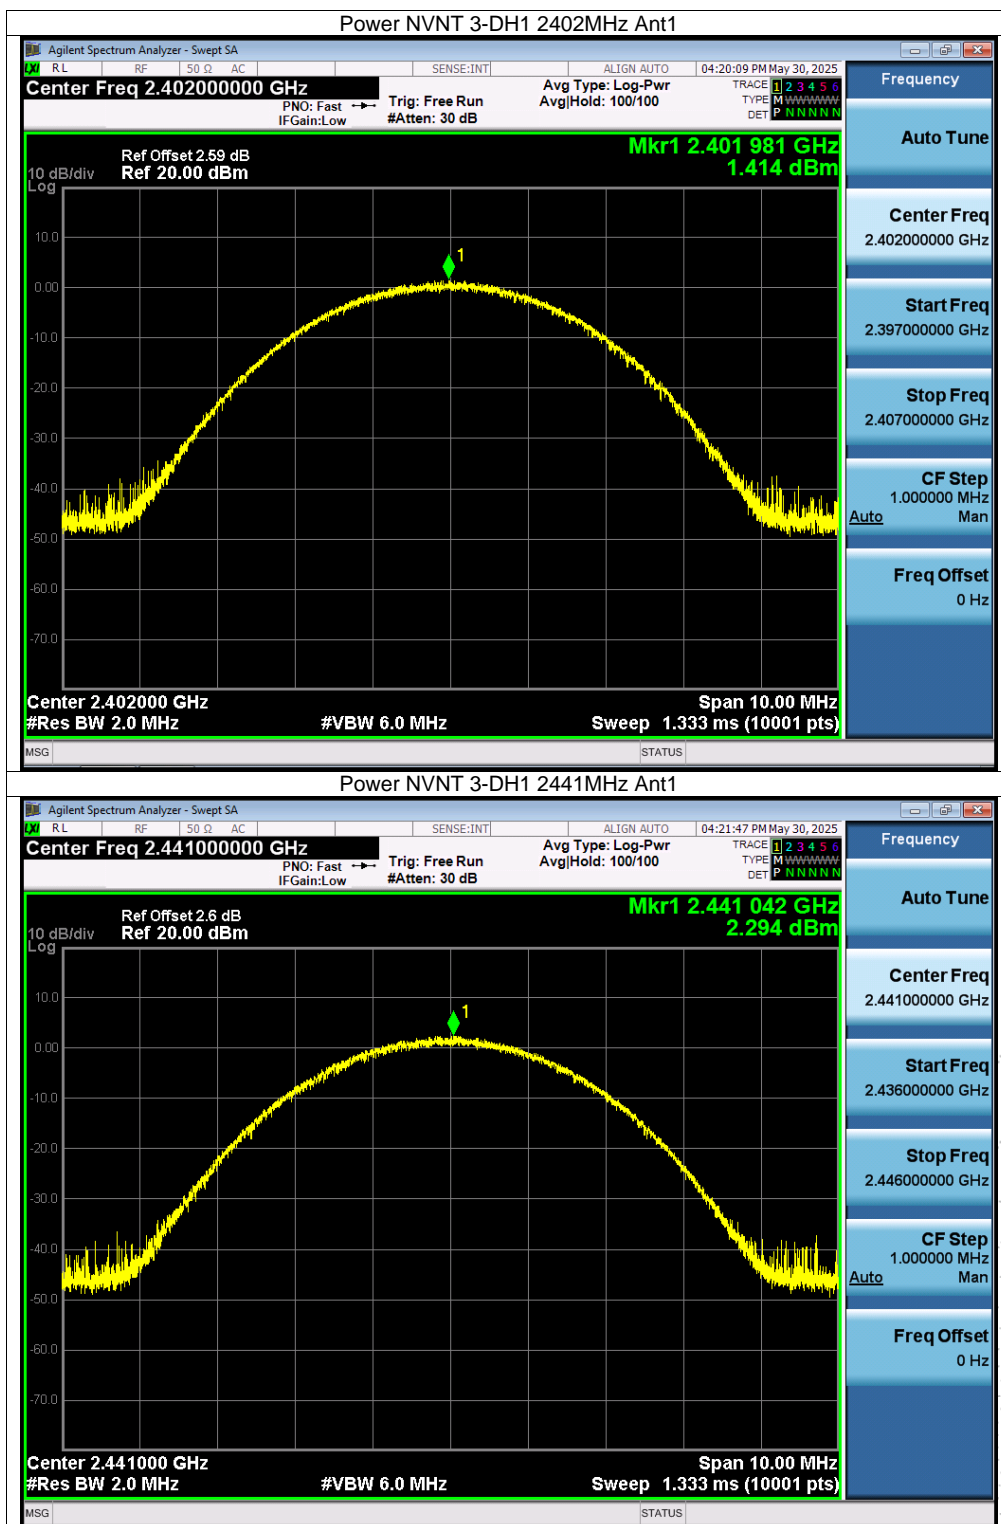 Power NVNT 3-DH1 2402MHz Ant1
Agilent Spectrum Analyzer - Swept SA
LXI RL RF 50 Ω AC SENSE:INT ALIGN AUTO 04:20:09 PM May 30, 2025
Center Freq 2.402000000 GHz
PNO: Fast
IFGain:Low
Trig: Free Run
#Atten: 30 dB
Avg Type: Log-Pwr
Avg|Hold: 100/100
TRACE 1 2 3 4 5 6
TYPE M W W W W W
DET P N N N N N
Ref Offset 2.59 dB
10 dB/div Ref 20.00 dBm
Log
Mkr1 2.401 981 GHz
1.414 dBm
1
10.0
0.00
-10.0
-20.0
-30.0
-40.0
-50.0
-60.0
-70.0
Center 2.402000 GHz Span 10.00 MHz
#Res BW 2.0 MHz #VBW 6.0 MHz Sweep 1.333 ms (10001 pts)
MSG STATUS
Frequency
Auto Tune
Center Freq
2.402000000 GHz
Start Freq
2.397000000 GHz
Stop Freq
2.407000000 GHz
CF Step
1.000000 MHz
Auto Man
Freq Offset
0 Hz
Power NVNT 3-DH1 2441MHz Ant1
Agilent Spectrum Analyzer - Swept SA
LXI RL RF 50 Ω AC SENSE:INT ALIGN AUTO 04:21:47 PM May 30, 2025
Center Freq 2.441000000 GHz
PNO: Fast
IFGain:Low
Trig: Free Run
#Atten: 30 dB
Avg Type: Log-Pwr
Avg|Hold: 100/100
TRACE 1 2 3 4 5 6
TYPE M W W W W W
DET P N N N N N
Ref Offset 2.6 dB
10 dB/div Ref 20.00 dBm
Log
Mkr1 2.441 042 GHz
2.294 dBm
1
10.0
0.00
-10.0
-20.0
-30.0
-40.0
-50.0
-60.0
-70.0
Center 2.441000 GHz Span 10.00 MHz
#Res BW 2.0 MHz #VBW 6.0 MHz Sweep 1.333 ms (10001 pts)
MSG STATUS
Frequency
Auto Tune
Center Freq
2.441000000 GHz
Start Freq
2.436000000 GHz
Stop Freq
2.446000000 GHz
CF Step
1.000000 MHz
Auto Man
Freq Offset
0 Hz